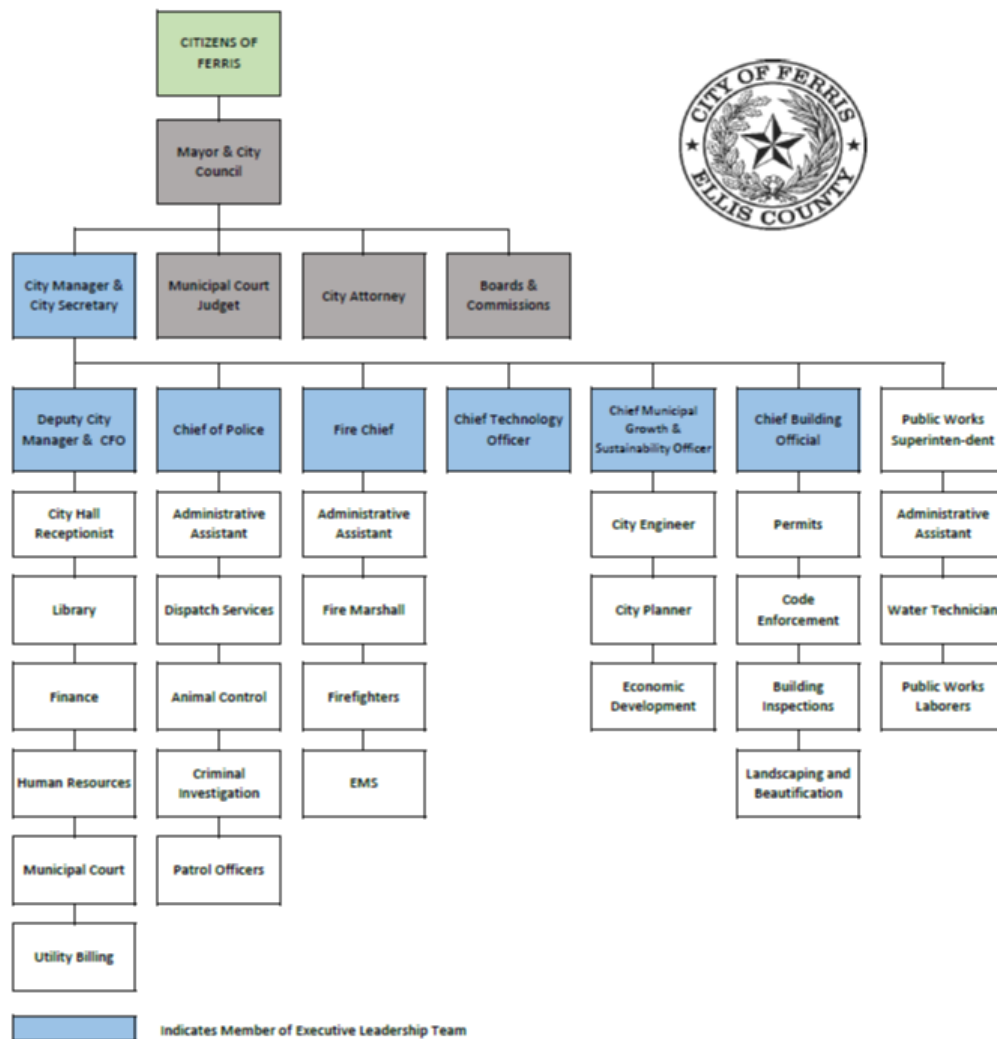 CITIZENS OF
FERRIS
CITY OF FERRIS
ELLIS COUNTY
Mayor & City
Council
City Manager &
City Secretary
Municipal Court
Judget
City Attorney
Boards &
Commissions
Deputy City
Manager & CFO
Chief of Police
Fire Chief
Chief Technology
Officer
Chief Municipal
Growth &
Sustainability Officer
Chief Building
Official
Public Works
Superinten-dent
City Hall
Receptionist
Administrative
Assistant
Administrative
Assistant
City Engineer
Permits
Administrative
Assistant
Library
Dispatch Services
Fire Marshall
City Planner
Code
Enforcement
Water Technician
Finance
Animal Control
Firefighters
Economic
Development
Building
Inspections
Public Works
Laborers
Human Resources
Criminal
Investigation
EMS
Landscaping and
Beautification
Municipal Court
Patrol Officers
Utility Billing
Indicates Member of Executive Leadership Team